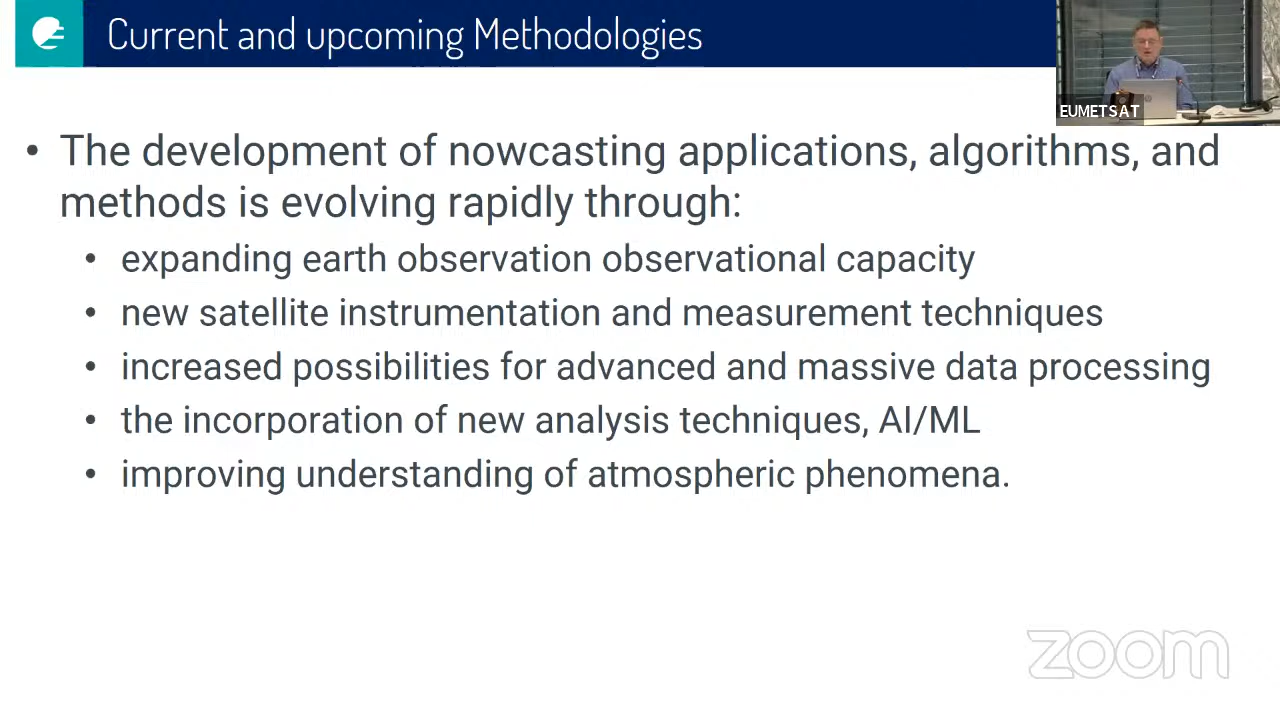 Current and upcoming Methodologies
EUMETSAT
• The development of nowcasting applications, algorithms, and
methods is evolving rapidly through:
• expanding earth observation observational capacity
• new satellite instrumentation and measurement techniques
• increased possibilities for advanced and massive data processing
• the incorporation of new analysis techniques, AI/ML
• improving understanding of atmospheric phenomena.
zoom